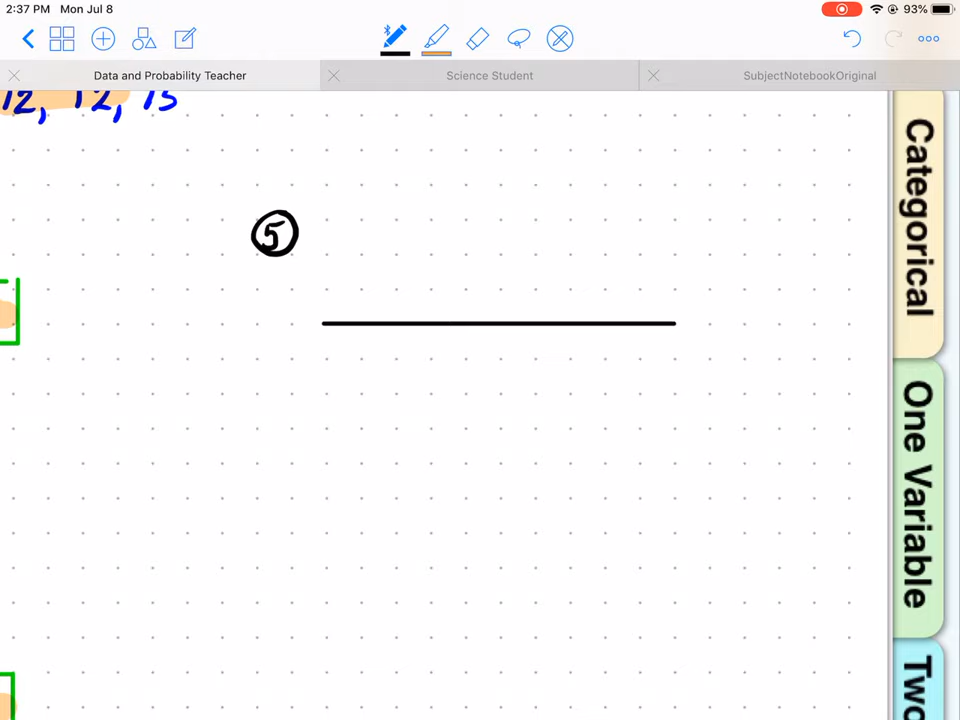 2:37 PM Mon Jul 8
93%
Data and Probability Teacher
Science Student
SubjectNotebookOriginal
12, 12, 15
5
Categorical
One Variable
Two